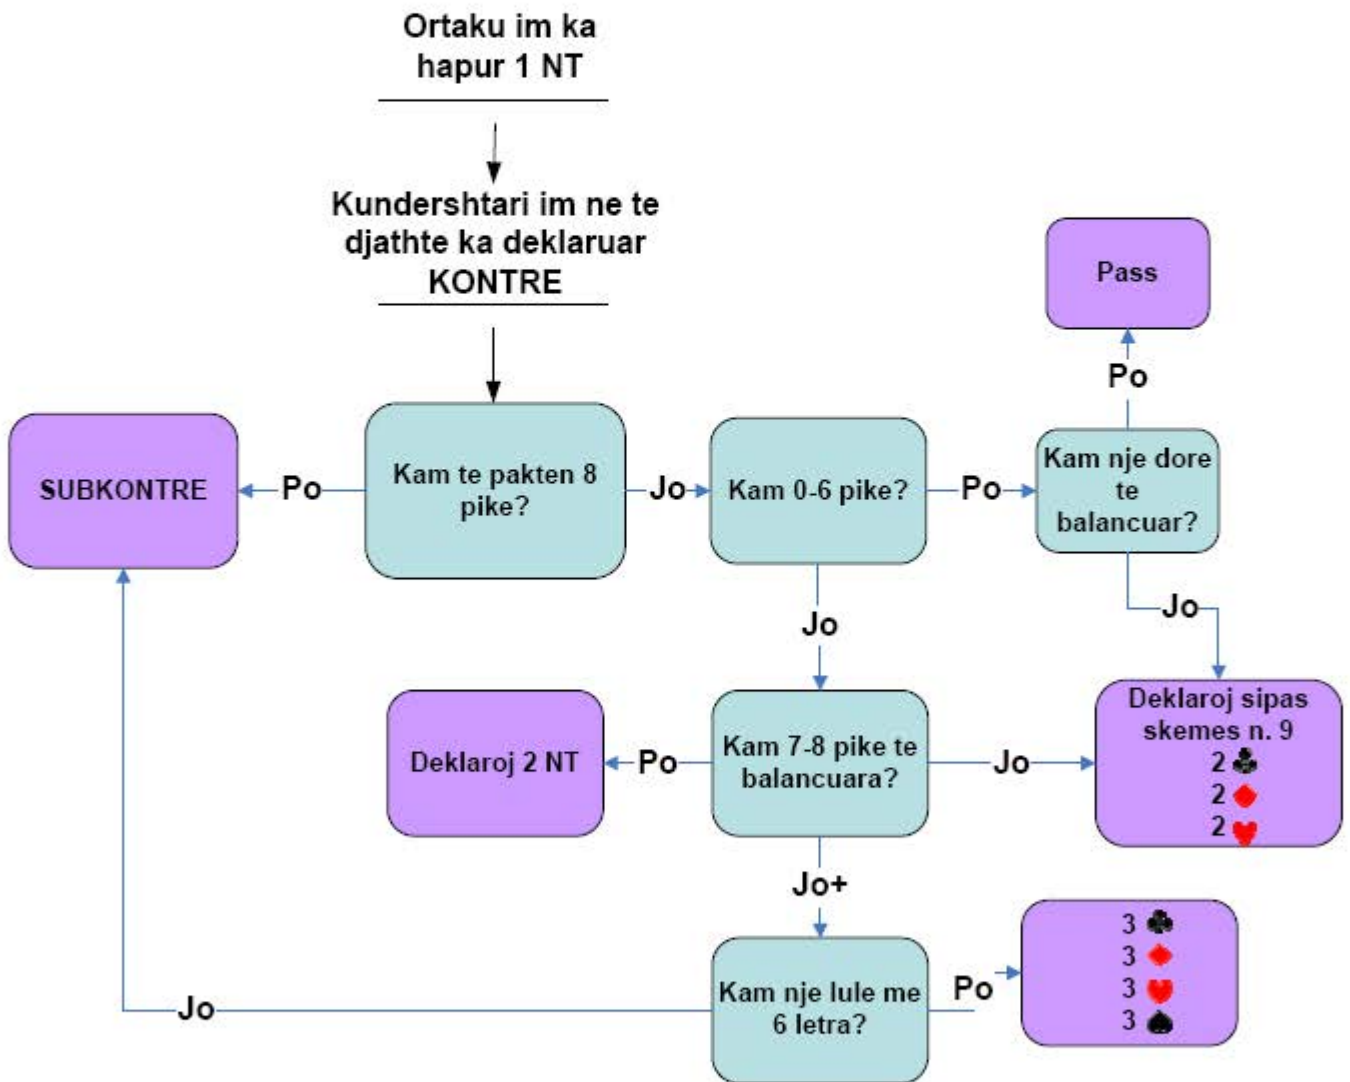 Ortaku im ka
hapur 1 NT
Kundershtari im ne te
djathte ka deklaruar
KONTRE
Pass
Po
SUBKONTRE
Po
Kam te pakten 8
pike?
Jo
Kam 0-6 pike?
Po
Kam nje dore
te
balancuar?
Jo
Jo
Deklaroj 2 NT
Po
Kam 7-8 pike te
balancuara?
Jo
Deklaroj sipas
skemes n. 9
2 ♣
2 ♦
2 ♥
Jo+
Jo
Kam nje lule me
6 letra?
Po
3 ♣
3 ♦
3 ♥
3 ♠